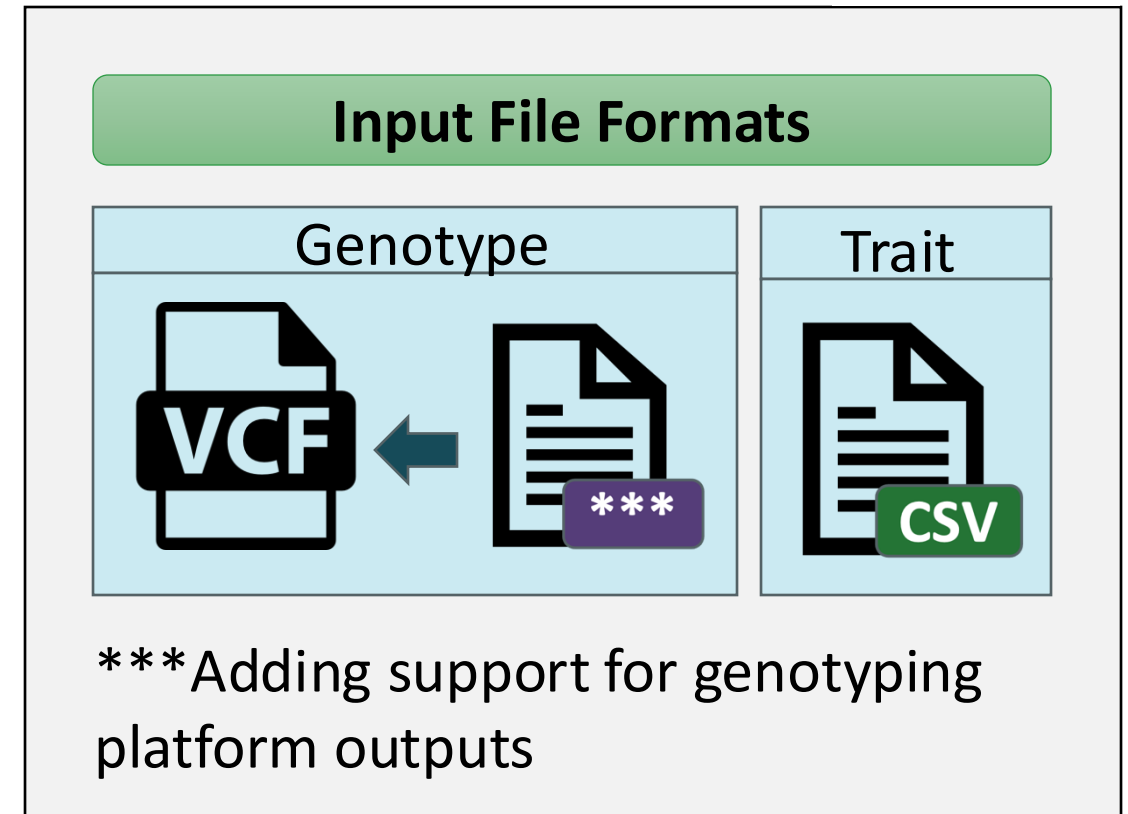 Input File Formats
Genotype
Trait
VCF
***
CSV
***Adding support for genotyping
platform outputs